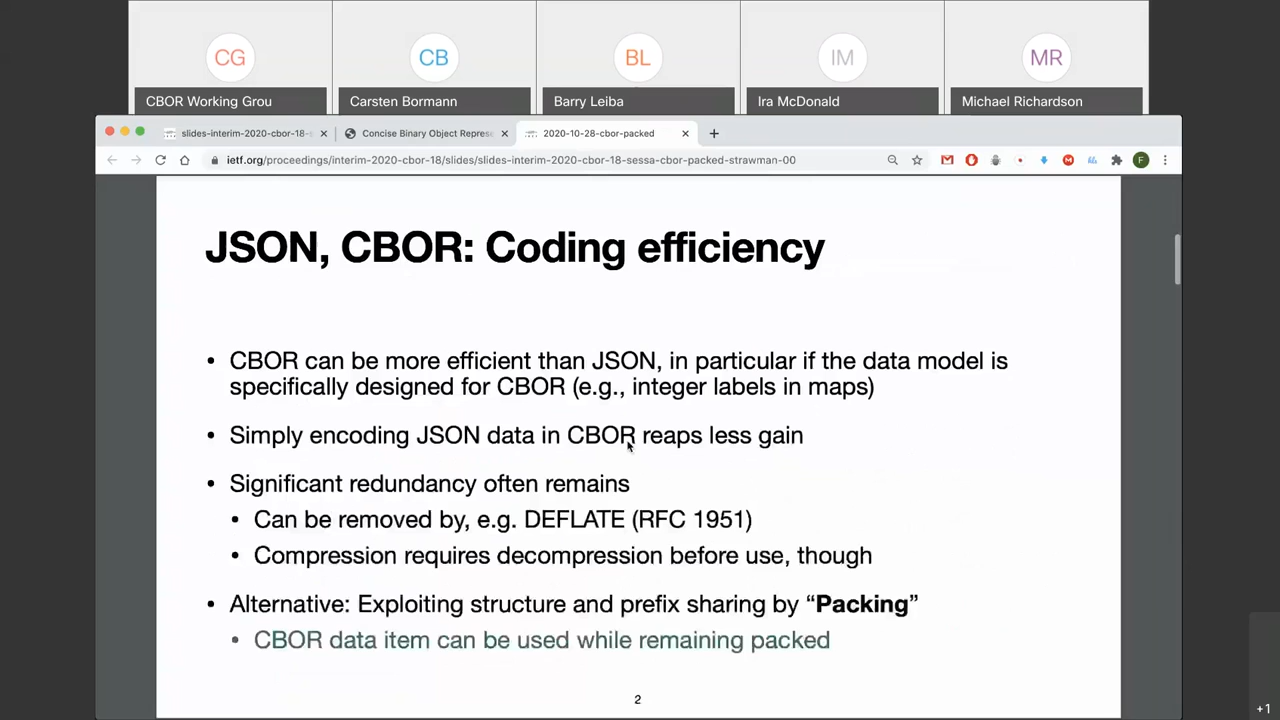 CG CB BL IM MR
CBOR Working Grou Carsten Bormann Barry Leiba Ira McDonald Michael Richardson
slides-interim-2020-cbor-18-s Concise Binary Object Represe 2020-10-28-cbor-packed
ietf.org/proceedings/interim-2020-cbor-18/slides/slides-interim-2020-cbor-18-sessa-cbor-packed-strawman-00
F
JSON, CBOR: Coding efficiency
• CBOR can be more efficient than JSON, in particular if the data model is
specifically designed for CBOR (e.g., integer labels in maps)
• Simply encoding JSON data in CBOR reaps less gain
• Significant redundancy often remains
• Can be removed by, e.g. DEFLATE (RFC 1951)
• Compression requires decompression before use, though
• Alternative: Exploiting structure and prefix sharing by “Packing”
• CBOR data item can be used while remaining packed
2
+1